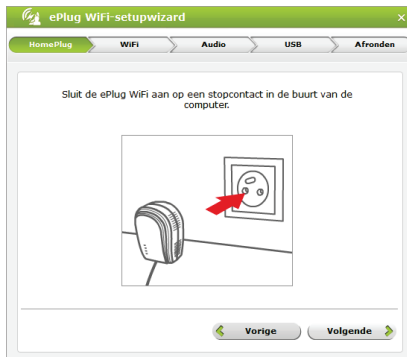 ePlug WiFi-setupwizard
HomePlug WiFi Audio USB Afronden
Sluit de ePlug WiFi aan op een stopcontact in de buurt van de
computer.
Vorige Volgende